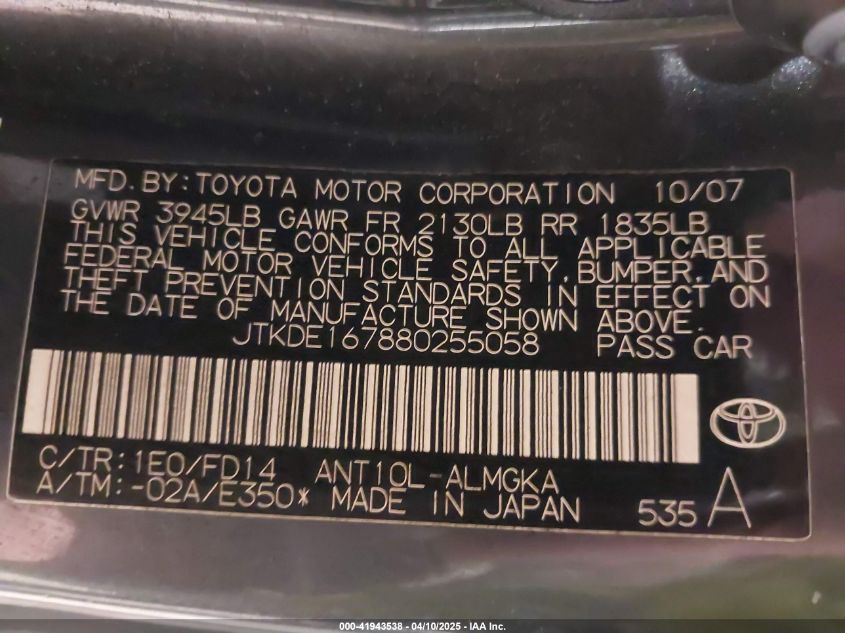 MFD. BY: TOYOTA MOTOR CORPORATION 10/07
GVWR 3945LB GAWR FR 2130LB RR 1835LB
THIS VEHICLE CONFORMS TO ALL APPLICABLE
FEDERAL MOTOR VEHICLE SAFETY, BUMPER, AND
THEFT PREVENTION STANDARDS IN EFFECT ON
THE DATE OF MANUFACTURE SHOWN ABOVE.
JTKDE167880255058 PASS CAR
C/TR:1E0/FD14 ANT10L-ALMGKA
A/TM:-02A/E350* MADE IN JAPAN 535 A
000-41943538 - 04/10/2025 - IAA Inc.